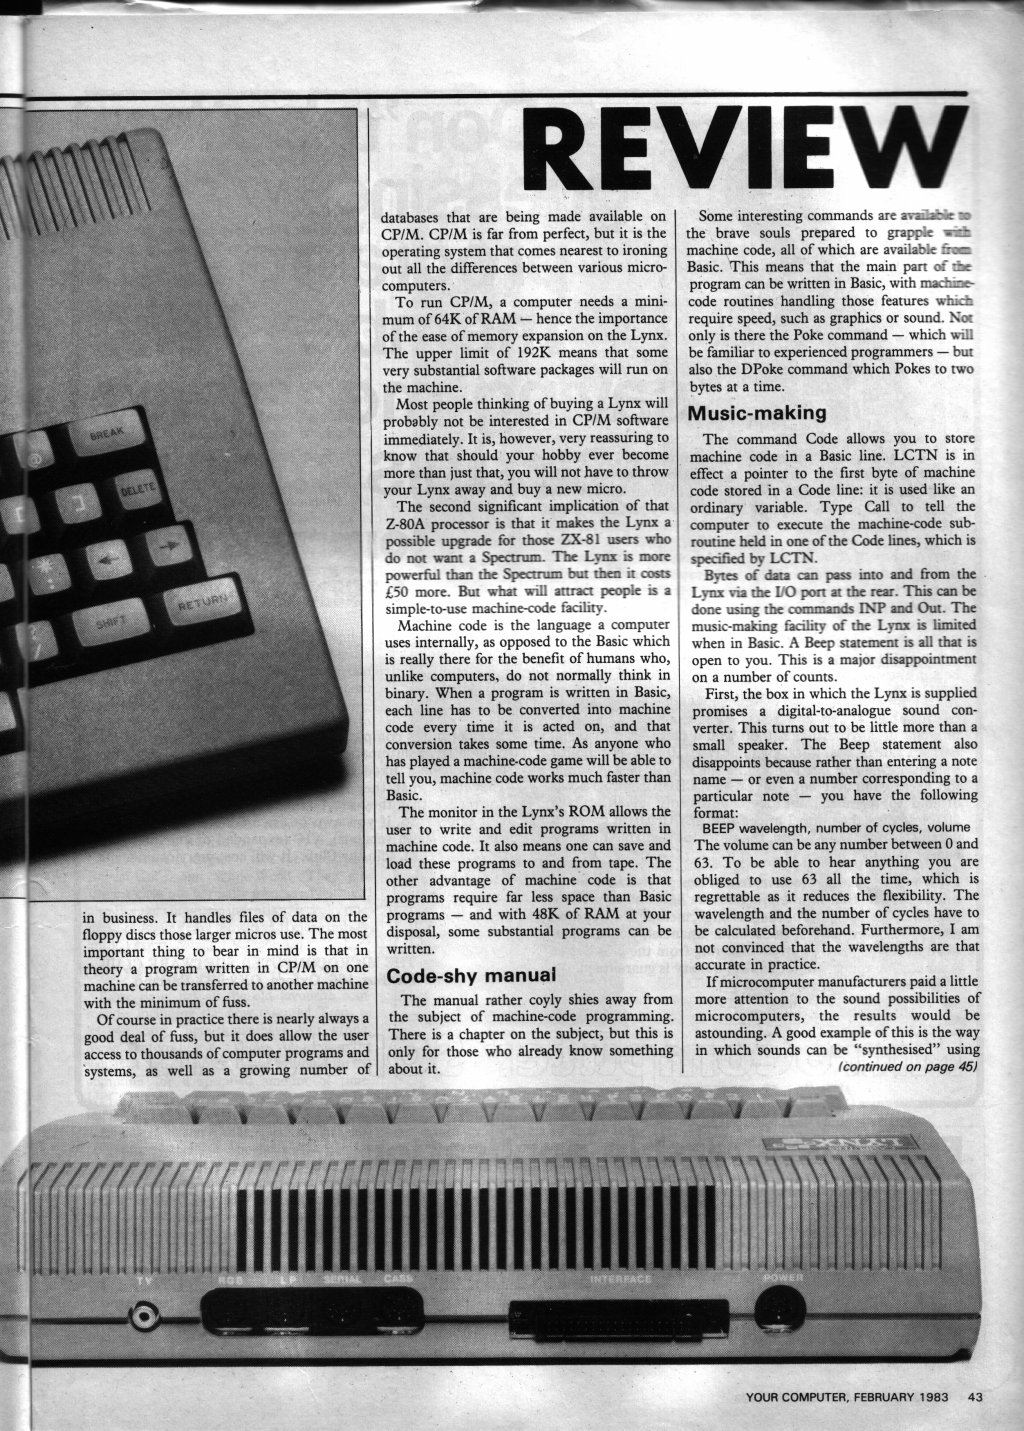 REVIEW
BREAK
@
[
]
DELETE
*
:
←
→
?
/
SHIFT
RETURN
in business. It handles files of data on the
floppy discs those larger micros use. The most
important thing to bear in mind is that in
theory a program written in CP/M on one
machine can be transferred to another machine
with the minimum of fuss.
Of course in practice there is nearly always a
good deal of fuss, but it does allow the user
access to thousands of computer programs and
systems, as well as a growing number of
databases that are being made available on
CP/M. CP/M is far from perfect, but it is the
operating system that comes nearest to ironing
out all the differences between various micro-
computers.
To run CP/M, a computer needs a mini-
mum of 64K of RAM — hence the importance
of the ease of memory expansion on the Lynx.
The upper limit of 192K means that some
very substantial software packages will run on
the machine.
Most people thinking of buying a Lynx will
probably not be interested in CP/M software
immediately. It is, however, very reassuring to
know that should your hobby ever become
more than just that, you will not have to throw
your Lynx away and buy a new micro.
The second significant implication of that
Z-80A processor is that it makes the Lynx a
possible upgrade for those ZX-81 users who
do not want a Spectrum. The Lynx is more
powerful than the Spectrum but then it costs
£50 more. But what will attract people is a
simple-to-use machine-code facility.
Machine code is the language a computer
uses internally, as opposed to the Basic which
is really there for the benefit of humans who,
unlike computers, do not normally think in
binary. When a program is written in Basic,
each line has to be converted into machine
code every time it is acted on, and that
conversion takes some time. As anyone who
has played a machine-code game will be able to
tell you, machine code works much faster than
Basic.
The monitor in the Lynx's ROM allows the
user to write and edit programs written in
machine code. It also means one can save and
load these programs to and from tape. The
other advantage of machine code is that
programs require far less space than Basic
programs — and with 48K of RAM at your
disposal, some substantial programs can be
written.
Code-shy manual
The manual rather coyly shies away from
the subject of machine-code programming.
There is a chapter on the subject, but this is
only for those who already know something
about it.
Some interesting commands are available to
the brave souls prepared to grapple with
machine code, all of which are available from
Basic. This means that the main part of the
program can be written in Basic, with machine-
code routines handling those features which
require speed, such as graphics or sound. Not
only is there the Poke command — which will
be familiar to experienced programmers — but
also the DPoke command which Pokes to two
bytes at a time.
Music-making
The command Code allows you to store
machine code in a Basic line. LCTN is in
effect a pointer to the first byte of machine
code stored in a Code line: it is used like an
ordinary variable. Type Call to tell the
computer to execute the machine-code sub-
routine held in one of the Code lines, which is
specified by LCTN.
Bytes of data can pass into and from the
Lynx via the I/O port at the rear. This can be
done using the commands INP and Out. The
music-making facility of the Lynx is limited
when in Basic. A Beep statement is all that is
open to you. This is a major disappointment
on a number of counts.
First, the box in which the Lynx is supplied
promises a digital-to-analogue sound con-
verter. This turns out to be little more than a
small speaker. The Beep statement also
disappoints because rather than entering a note
name — or even a number corresponding to a
particular note — you have the following
format:
BEEP wavelength, number of cycles, volume
The volume can be any number between 0 and
63. To be able to hear anything you are
obliged to use 63 all the time, which is
regrettable as it reduces the flexibility. The
wavelength and the number of cycles have to
be calculated beforehand. Furthermore, I am
not convinced that the wavelengths are that
accurate in practice.
If microcomputer manufacturers paid a little
more attention to the sound possibilities of
microcomputers, the results would be
astounding. A good example of this is the way
in which sounds can be "synthesised" using
(continued on page 45)
LYNX
TV
RGB
LP
SERIAL
CASS
INTERFACE
POWER
YOUR COMPUTER, FEBRUARY 1983 43